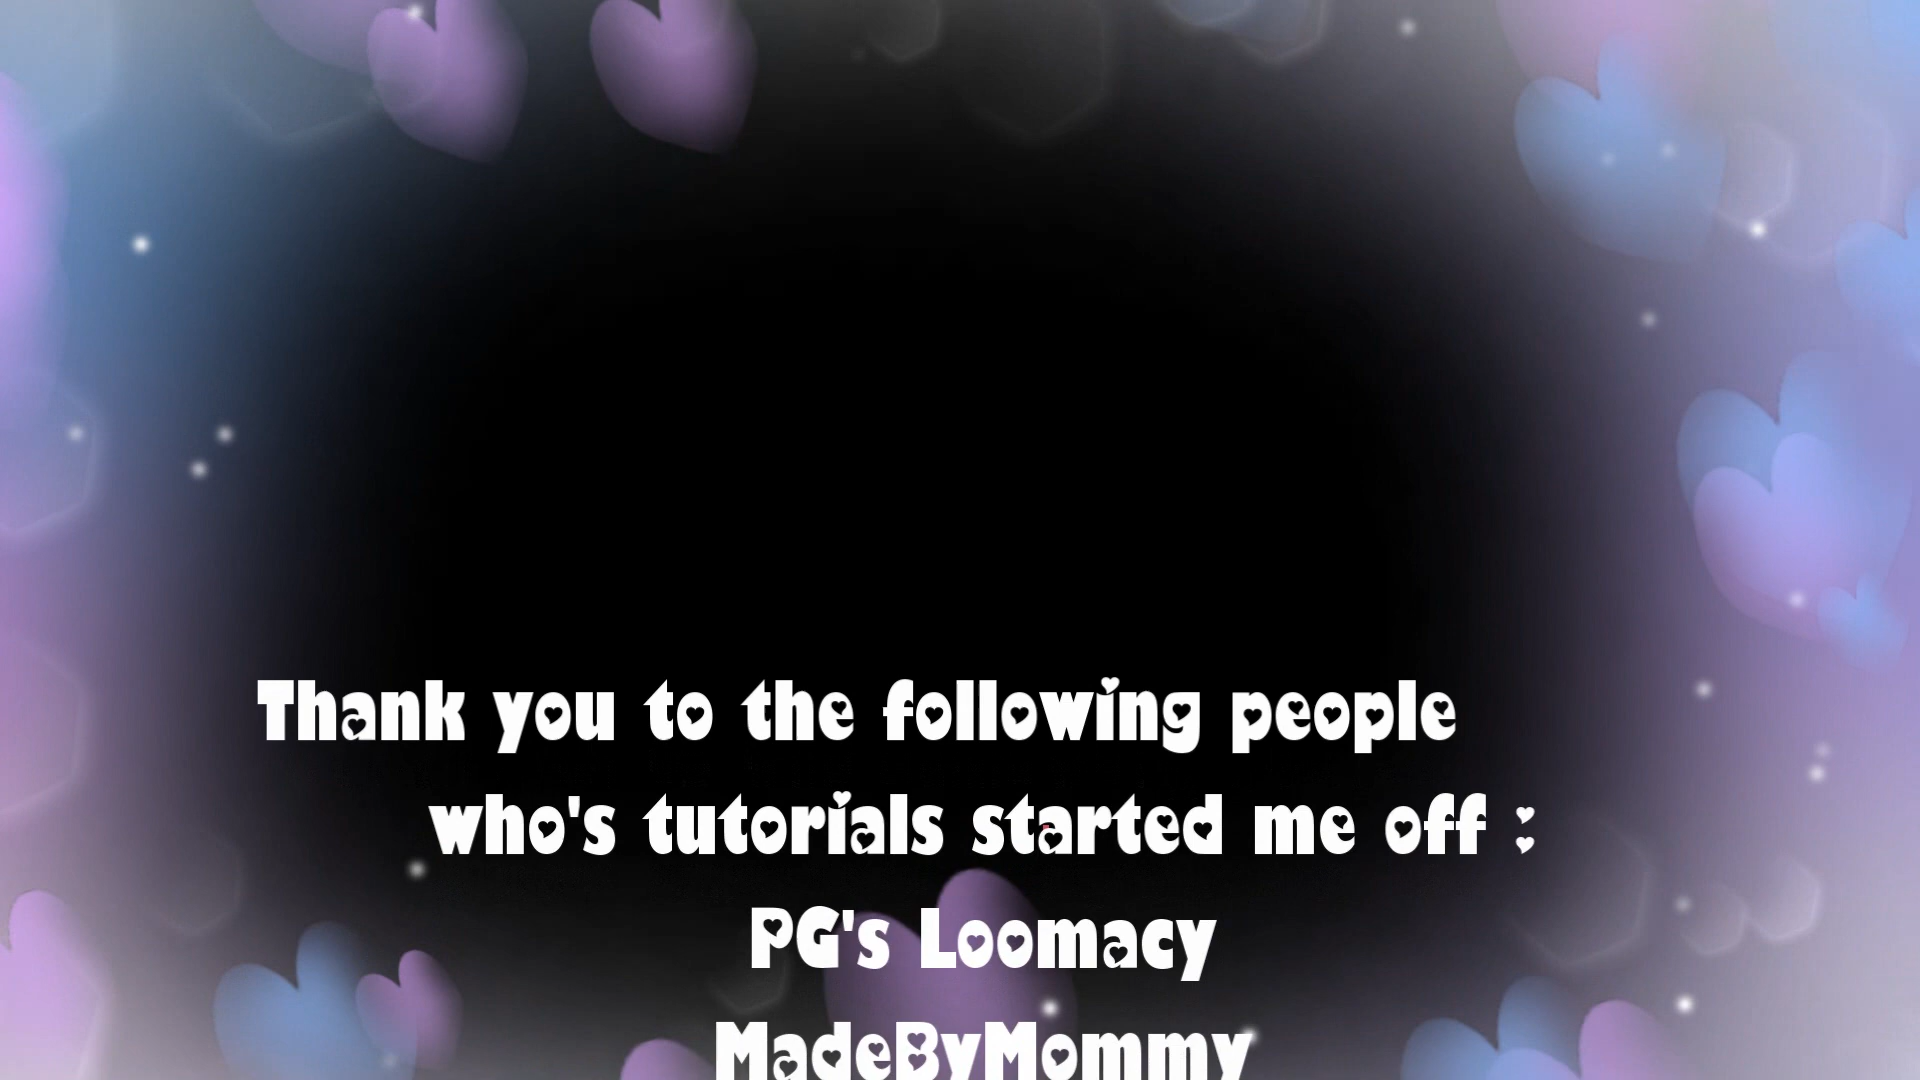 Thank you to the following people
who's tutorials started me off :
PG's Loomacy
MadeByMommy